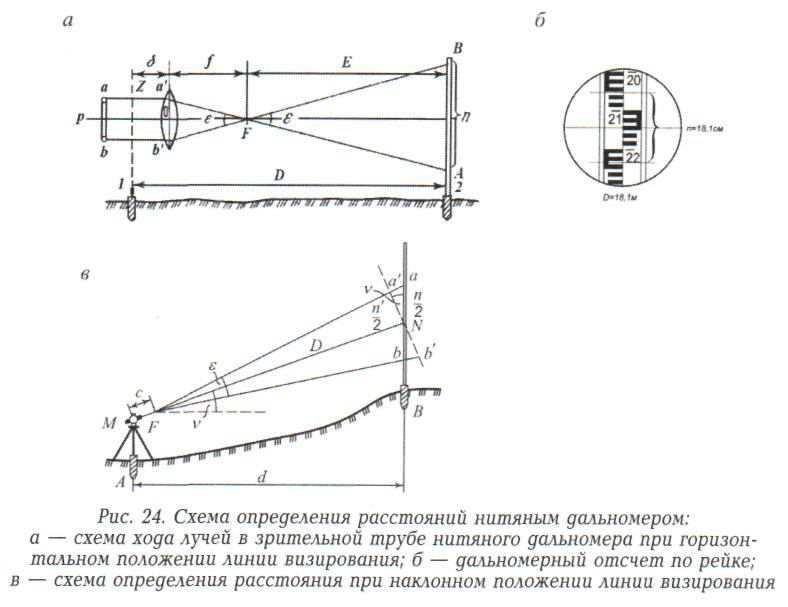 а
б
δ f E B
a Z a'
p ε F ε n
b b'
1 D A 2
20
21
22
n=18,1см
D=18,1м
в
ν a' a
n'/2 n/2
N
D
ε b b'
c
M F ν B
A d
Рис. 24. Схема определения расстояний нитяным дальномером:
а — схема хода лучей в зрительной трубе нитяного дальномера при горизон-
тальном положении линии визирования; б — дальномерный отсчет по рейке;
в — схема определения расстояния при наклонном положении линии визирования